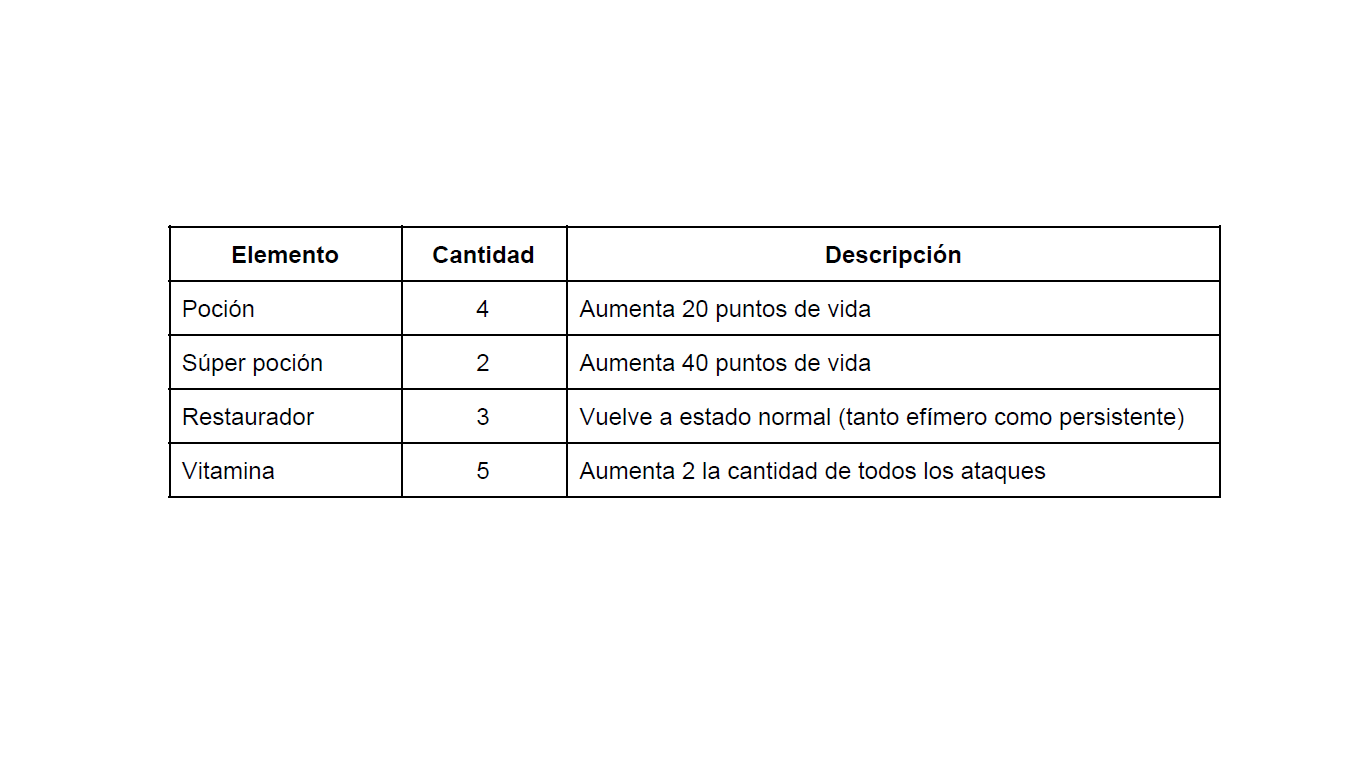 Elemento Cantidad Descripción
Poción 4 Aumenta 20 puntos de vida
Súper poción 2 Aumenta 40 puntos de vida
Restaurador 3 Vuelve a estado normal (tanto efímero como persistente)
Vitamina 5 Aumenta 2 la cantidad de todos los ataques